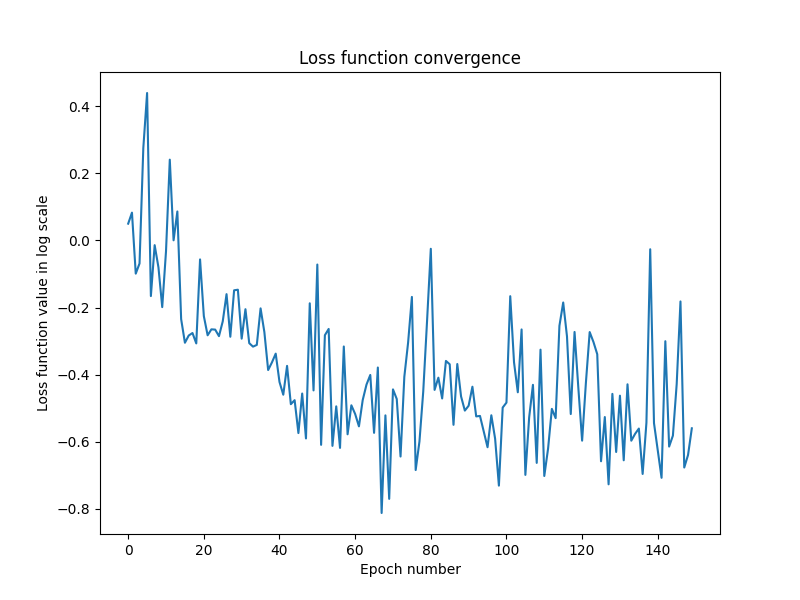 Loss function convergence
Loss function value in log scale
0.4
0.2
0.0
−0.2
−0.4
−0.6
−0.8
0 20 40 60 80 100 120 140
Epoch number